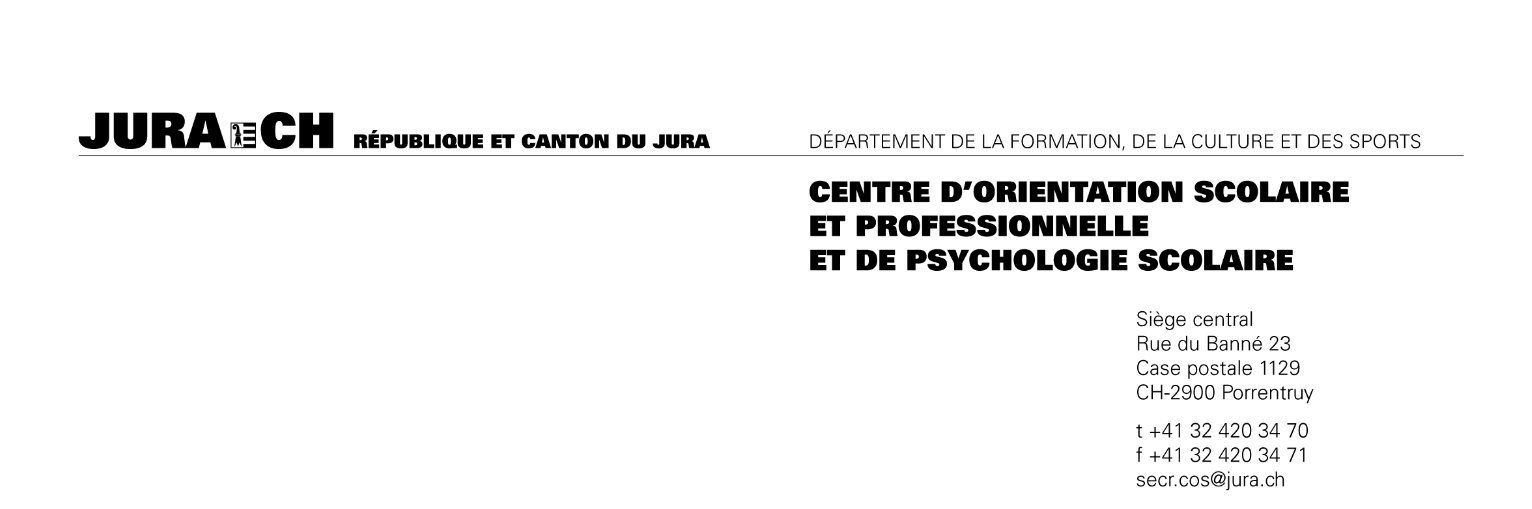 JURA CH RÉPUBLIQUE ET CANTON DU JURA
DÉPARTEMENT DE LA FORMATION, DE LA CULTURE ET DES SPORTS
CENTRE D'ORIENTATION SCOLAIRE
ET PROFESSIONNELLE
ET DE PSYCHOLOGIE SCOLAIRE
Siège central
Rue du Banné 23
Case postale 1129
CH-2900 Porrentruy
t +41 32 420 34 70
f +41 32 420 34 71
secr.cos@jura.ch